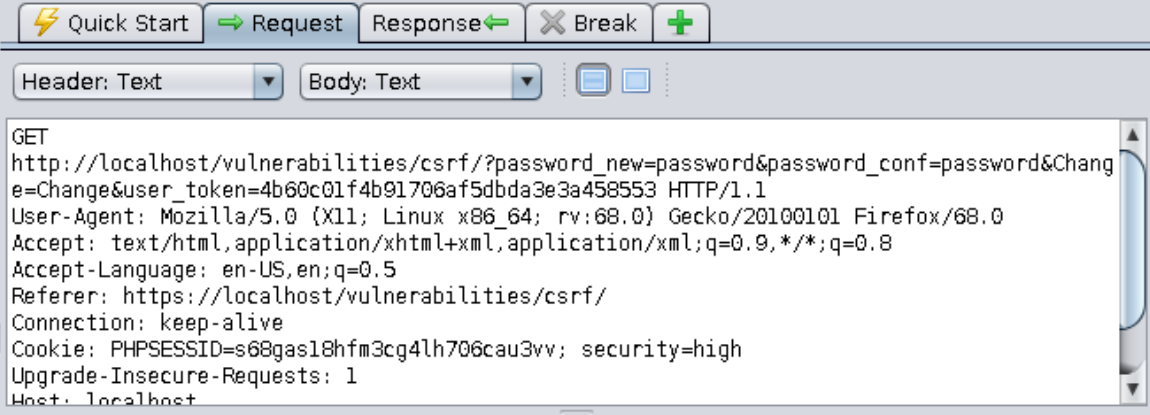 Quick Start Request Response Break
Header: Text Body: Text
GET
http://localhost/vulnerabilities/csrf/?password_new=password&password_conf=password&Chang
e=Change&user_token=4b60c01f4b91706af5dbda3e3a458553 HTTP/1.1
User-Agent: Mozilla/5.0 (X11; Linux x86_64; rv:68.0) Gecko/20100101 Firefox/68.0
Accept: text/html,application/xhtml+xml,application/xml;q=0.9,*/*;q=0.8
Accept-Language: en-US,en;q=0.5
Referer: https://localhost/vulnerabilities/csrf/
Connection: keep-alive
Cookie: PHPSESSID=s68gas18hfm3cg4lh706cau3vv; security=high
Upgrade-Insecure-Requests: 1
Host: localhost